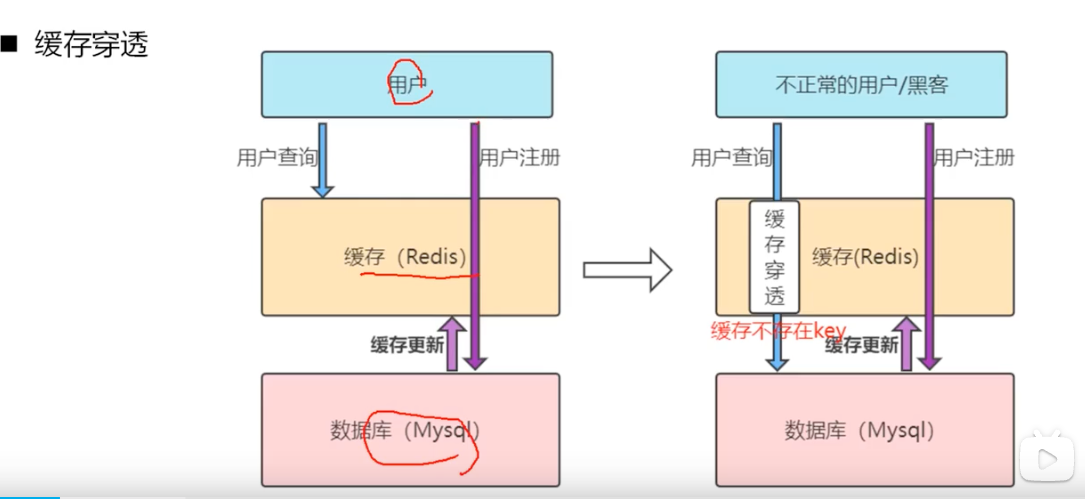 ■ 缓存穿透
用户
不正常的用户/黑客
用户查询
用户注册
用户查询
用户注册
缓存（Redis）
缓存穿透
缓存(Redis)
缓存不存在key
缓存更新
缓存更新
数据库（Mysql）
数据库（Mysql）